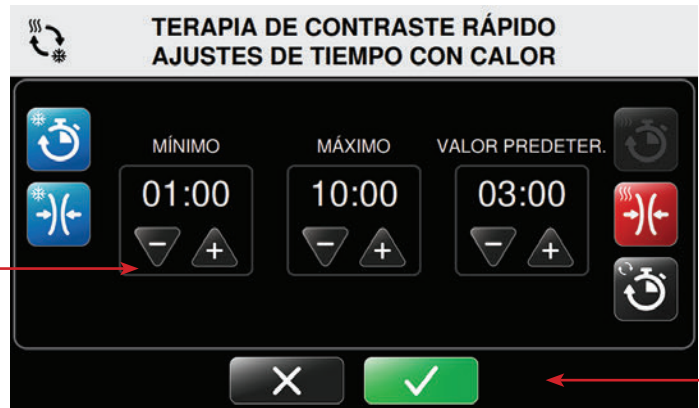 TERAPIA DE CONTRASTE RÁPIDO
AJUSTES DE TIEMPO CON CALOR
MÍNIMO MÁXIMO VALOR PREDETER.
01:00 10:00 03:00
- + - + - +